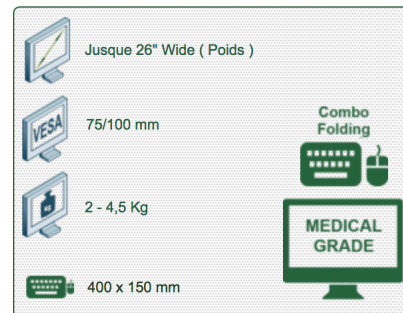 Jusque 26" Wide ( Poids )
VESA
75/100 mm
Combo
Folding
KG
2 - 4,5 Kg
MEDICAL
GRADE
400 x 150 mm